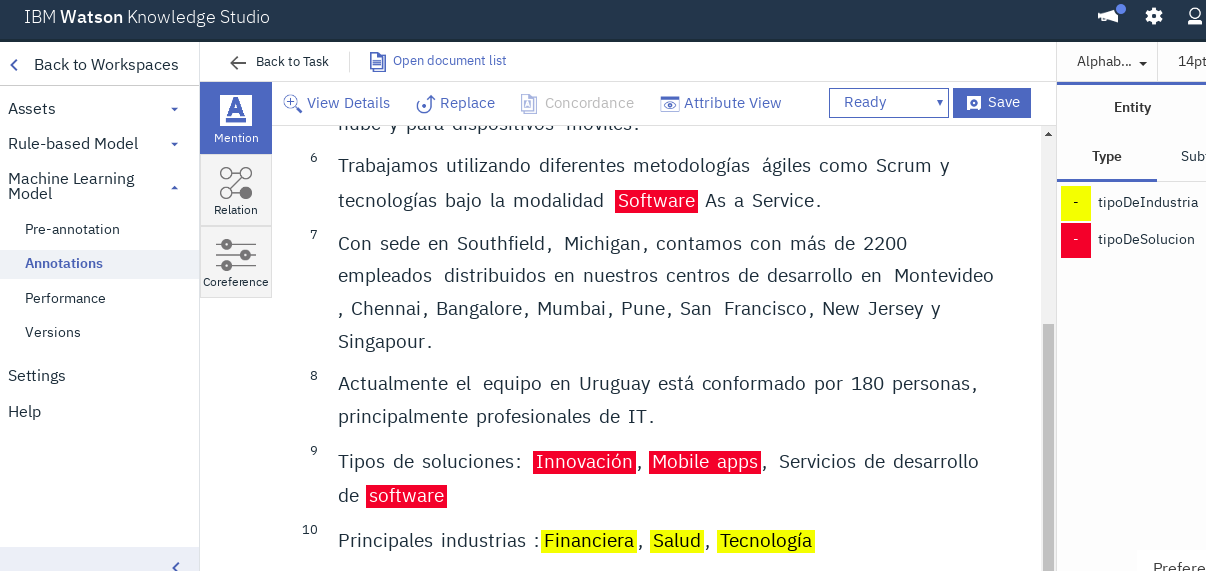 IBM Watson Knowledge Studio
Back to Workspaces
Back to Task
Open document list
Alphab...
14pt
Assets
Rule-based Model
Machine Learning
Model
Pre-annotation
Annotations
Performance
Versions
Settings
Help
Mention
Relation
Coreference
View Details
Replace
Concordance
Attribute View
Ready
Save
nube y para dispositivos móviles.
6 Trabajamos utilizando diferentes metodologías ágiles como Scrum y
tecnologías bajo la modalidad Software As a Service.
7 Con sede en Southfield, Michigan, contamos con más de 2200
empleados distribuidos en nuestros centros de desarrollo en Montevideo
, Chennai, Bangalore, Mumbai, Pune, San Francisco, New Jersey y
Singapour.
8 Actualmente el equipo en Uruguay está conformado por 180 personas,
principalmente profesionales de IT.
9 Tipos de soluciones: Innovación, Mobile apps, Servicios de desarrollo
de software
10 Principales industrias :Financiera, Salud, Tecnología
Entity
Type
Sub
- tipoDeIndustria
- tipoDeSolucion
Prefere